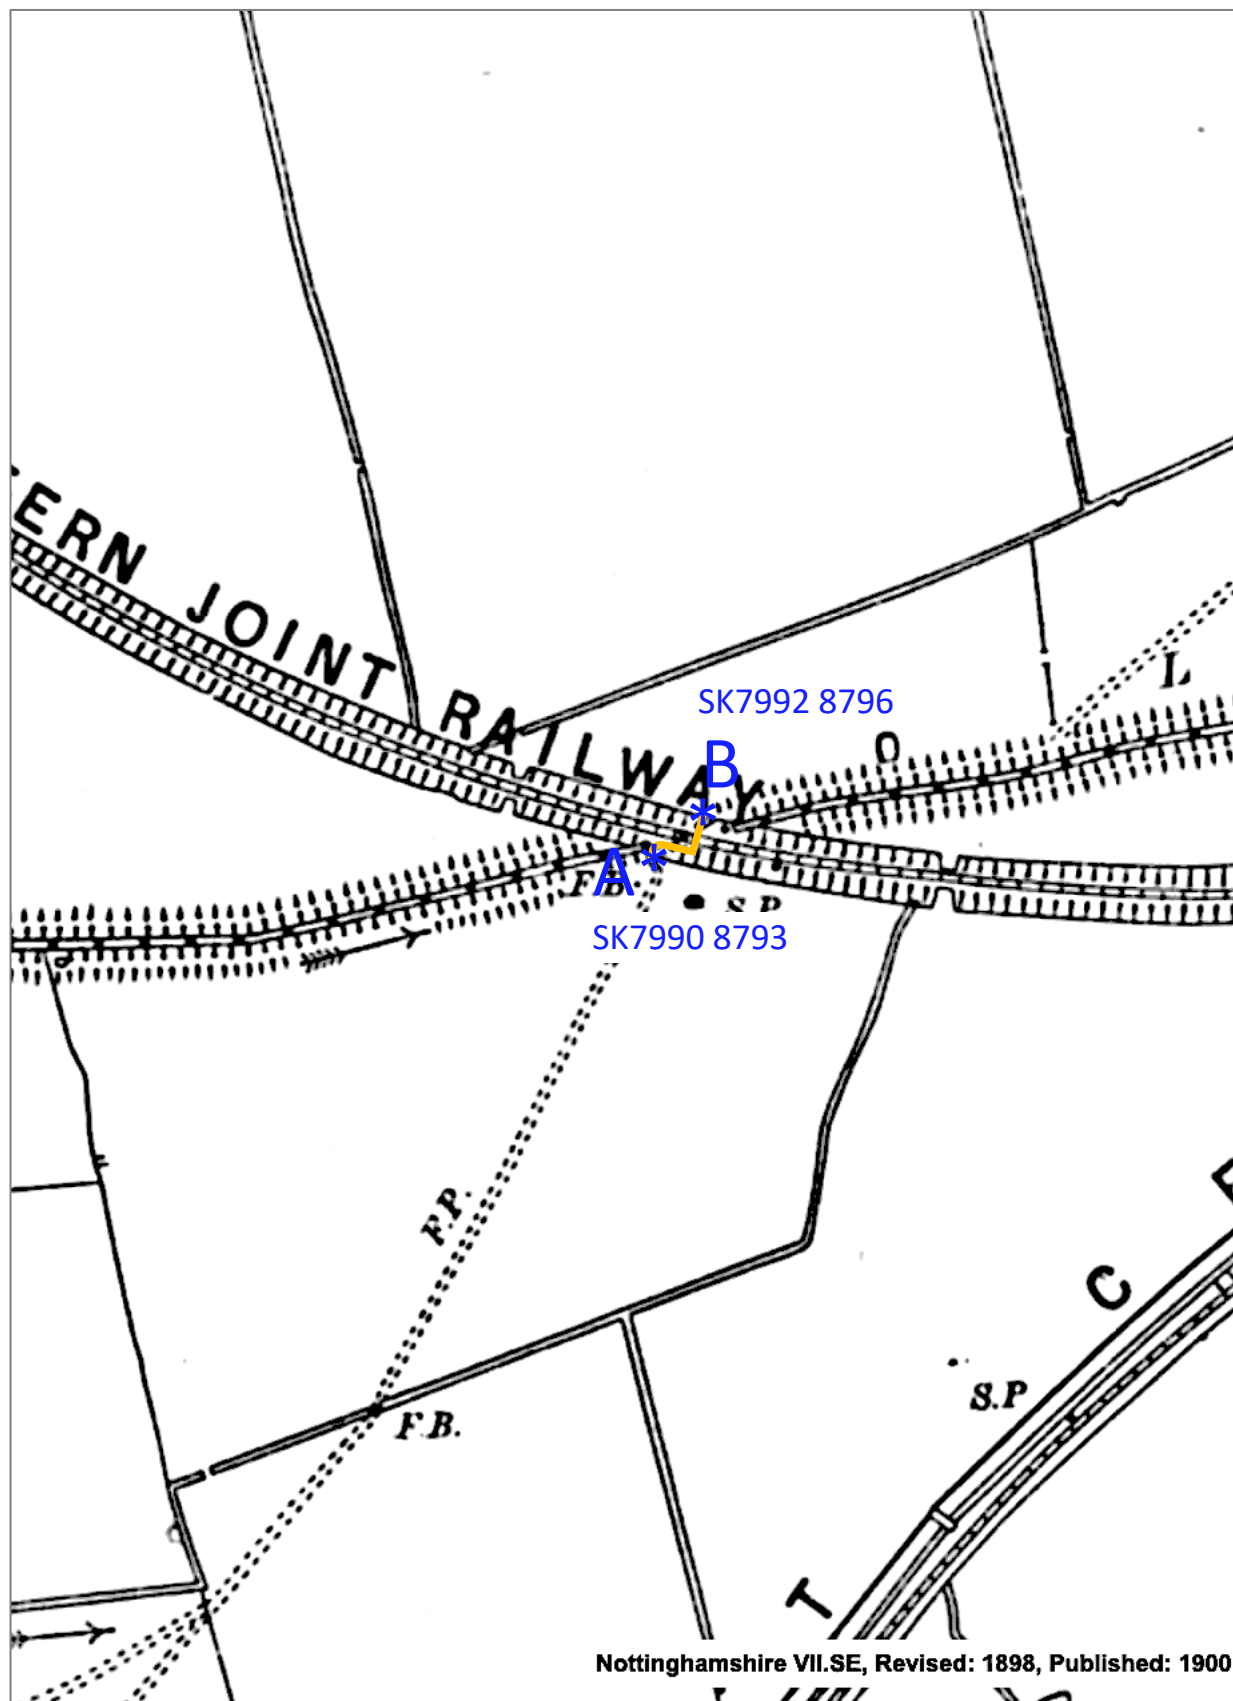 ERN JOINT RAILWAY
L
SK7992 8796
B
O
A
F.B.
S.P.
SK7990 8793
F.P.
C
S.P
F.B.
T
Nottinghamshire VII.SE, Revised: 1898, Published: 1900